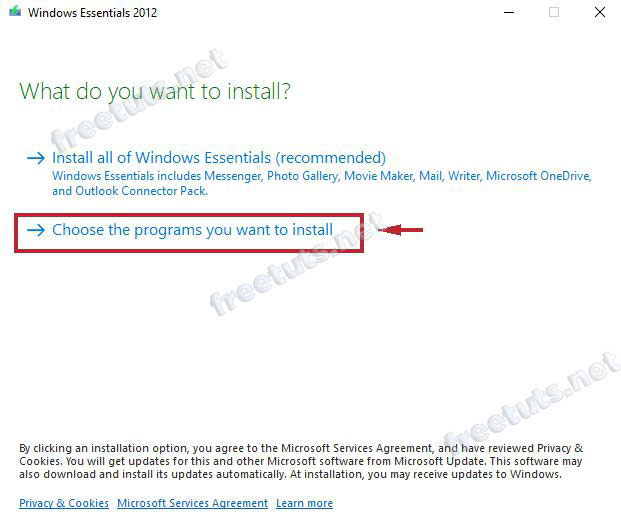 Windows Essentials 2012
What do you want to install?
freetuts.net
Install all of Windows Essentials (recommended)
Windows Essentials includes Messenger, Photo Gallery, Movie Maker, Mail, Writer, Microsoft OneDrive,
and Outlook Connector Pack.
Choose the programs you want to install
freetuts.net
freetuts.net
By clicking an installation option, you agree to the Microsoft Services Agreement, and have reviewed Privacy &
Cookies. You will get updates for this and other Microsoft software from Microsoft Update. This software may
also download and install its updates automatically. At installation, you may receive updates to Windows.
Privacy & Cookies Microsoft Services Agreement Learn more